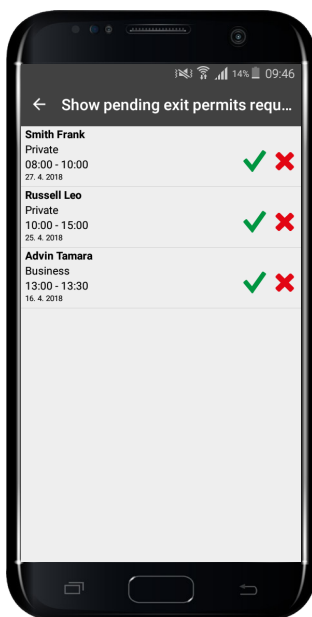 14% 09:46
Show pending exit permits requ...
Smith Frank
Private
08:00 - 10:00
27. 4. 2018
Russell Leo
Private
10:00 - 15:00
25. 4. 2018
Advin Tamara
Business
13:00 - 13:30
16. 4. 2018